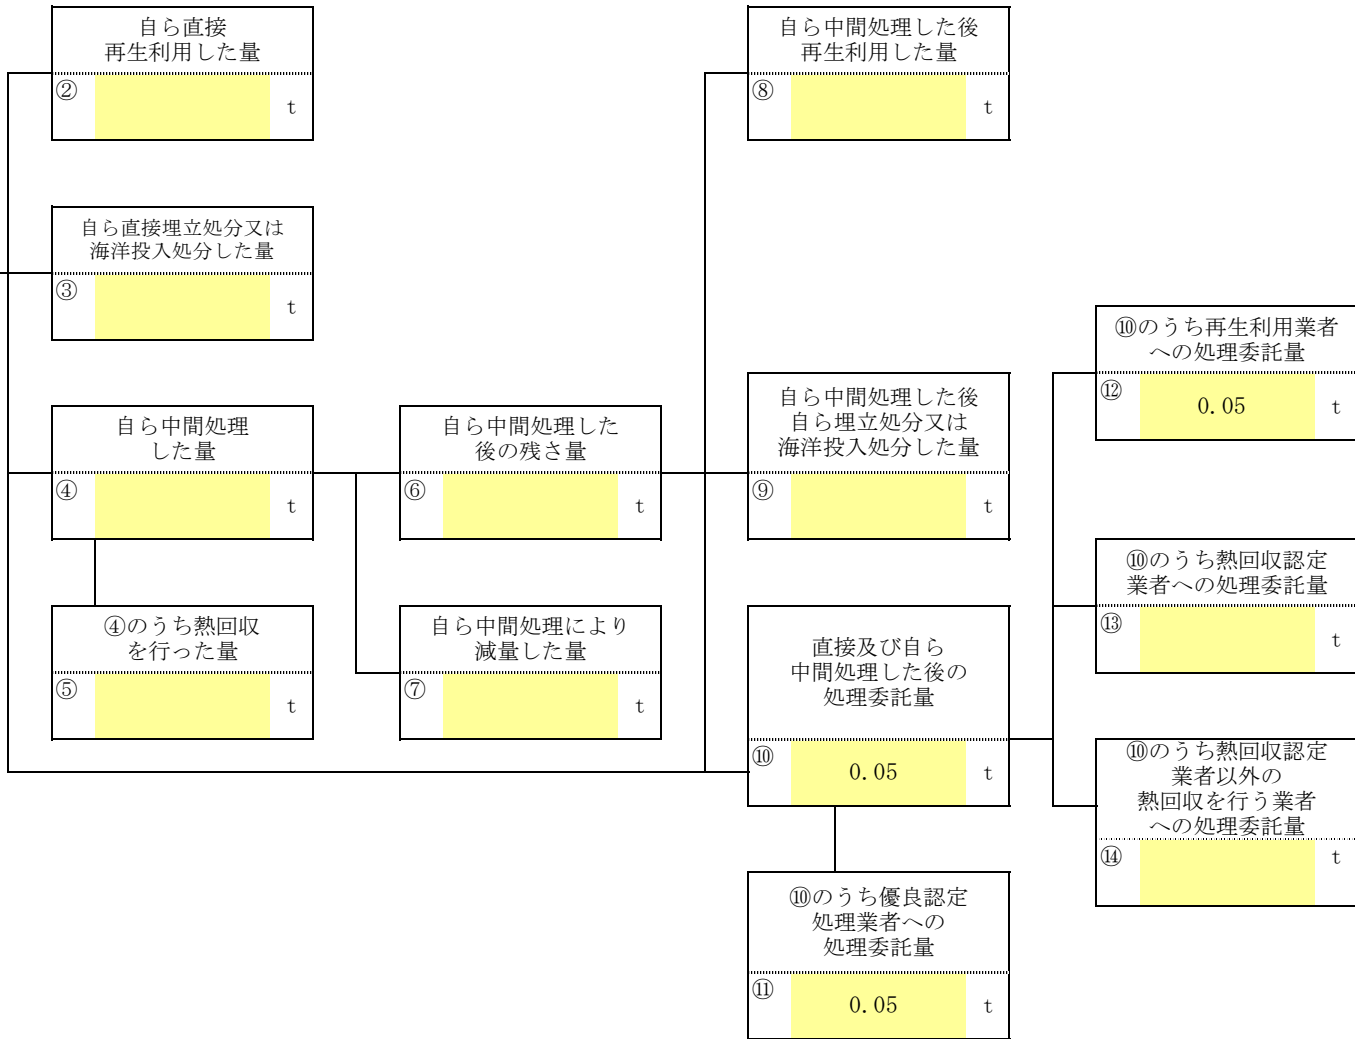 自ら直接
再生利用した量
②
t
自ら直接埋立処分又は
海洋投入処分した量
③
t
自ら中間処理
した量
④
t
④のうち熱回収
を行った量
⑤
t
自ら中間処理した
後の残さ量
⑥
t
自ら中間処理により
減量した量
⑦
t
自ら中間処理した後
再生利用した量
⑧
t
自ら中間処理した後
自ら埋立処分又は
海洋投入処分した量
⑨
t
直接及び自ら
中間処理した後の
処理委託量
⑩ 0.05 t
⑩のうち優良認定
処理業者への
処理委託量
⑪ 0.05 t
⑩のうち再生利用業者
への処理委託量
⑫ 0.05 t
⑩のうち熱回収認定
業者への処理委託量
⑬
t
⑩のうち熱回収認定
業者以外の
熱回収を行う業者
への処理委託量
⑭
t